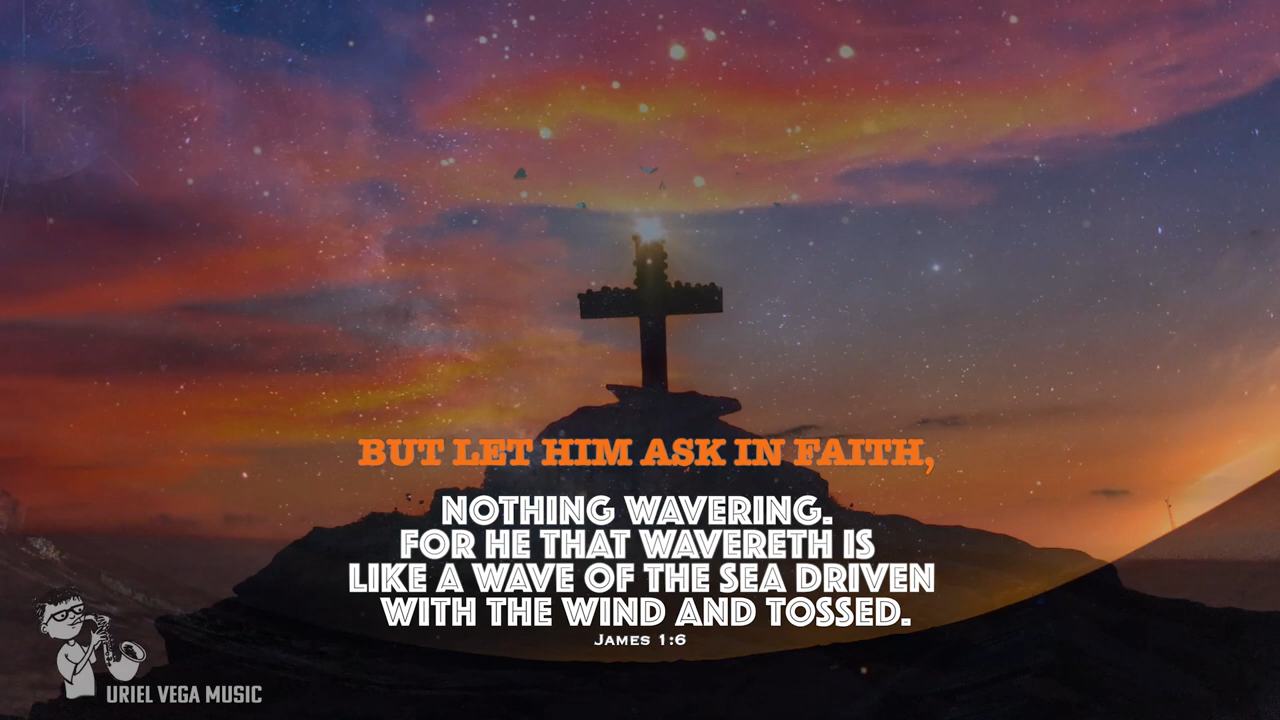 BUT LET HIM ASK IN FAITH,
NOTHING WAVERING.
FOR HE THAT WAVERETH IS
LIKE A WAVE OF THE SEA DRIVEN
WITH THE WIND AND TOSSED.
James 1:6
URIEL VEGA MUSIC